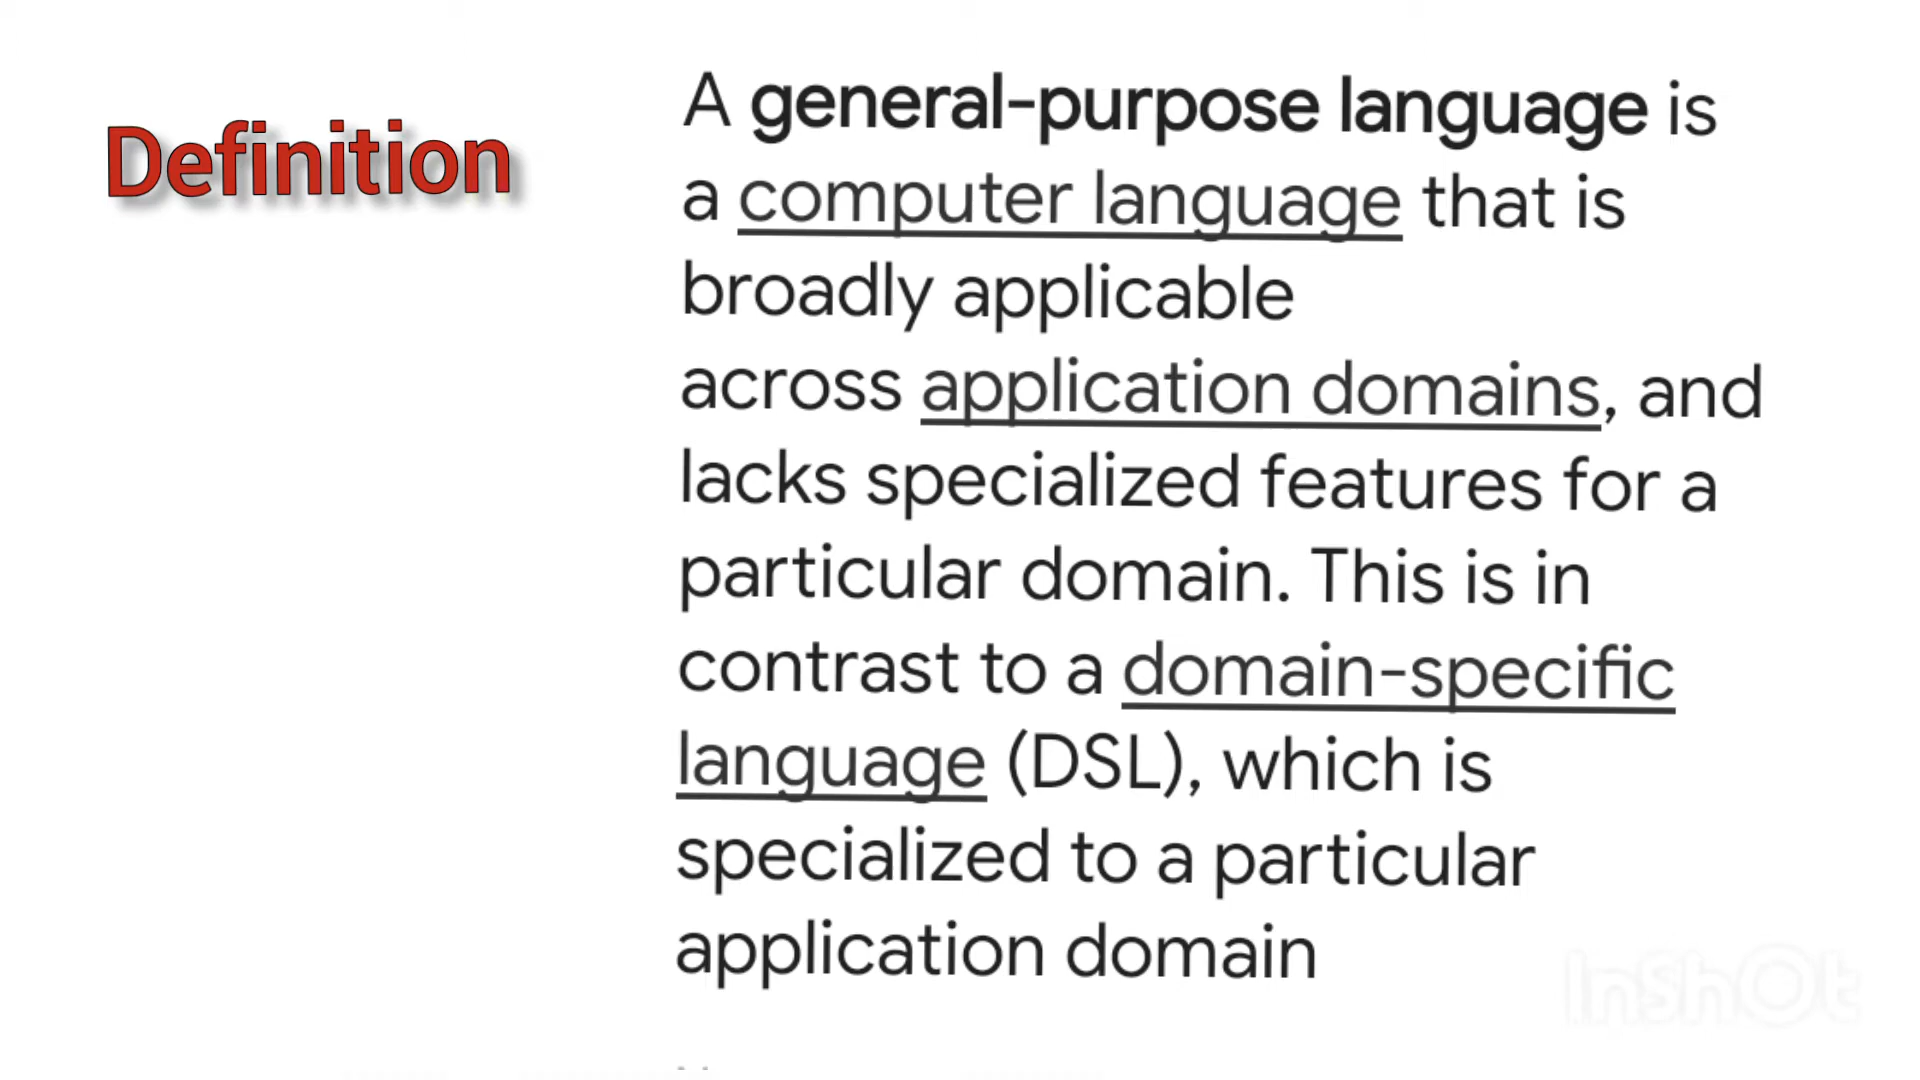 Definition
A general-purpose language is
a computer language that is
broadly applicable
across application domains, and
lacks specialized features for a
particular domain. This is in
contrast to a domain-specific
language (DSL), which is
specialized to a particular
application domain
InShOt